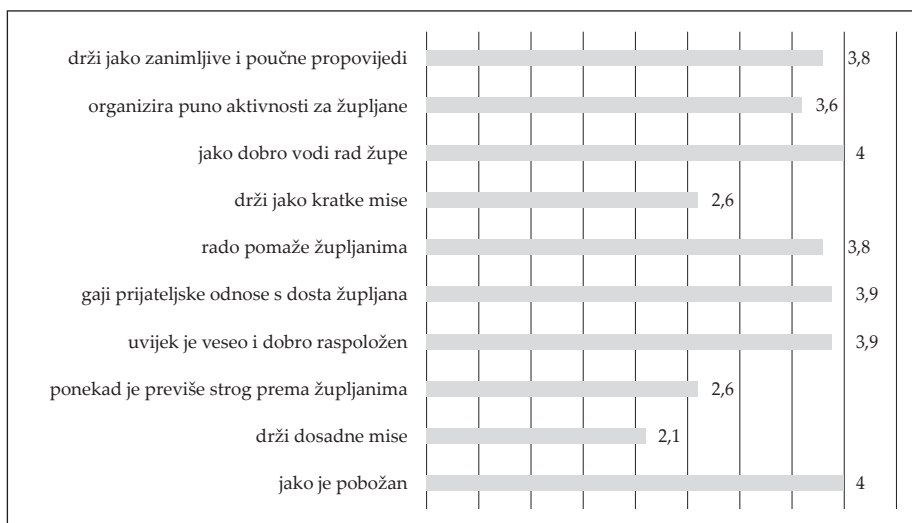 drži jako zanimljive i poučne propovijedi 3,8
organizira puno aktivnosti za župljane 3,6
jako dobro vodi rad župe 4
drži jako kratke mise 2,6
rado pomaže župljanima 3,8
gaji prijateljske odnose s dosta župljana 3,9
uvijek je veseo i dobro raspoložen 3,9
ponekad je previše strog prema župljanima 2,6
drži dosadne mise 2,1
jako je pobožan 4